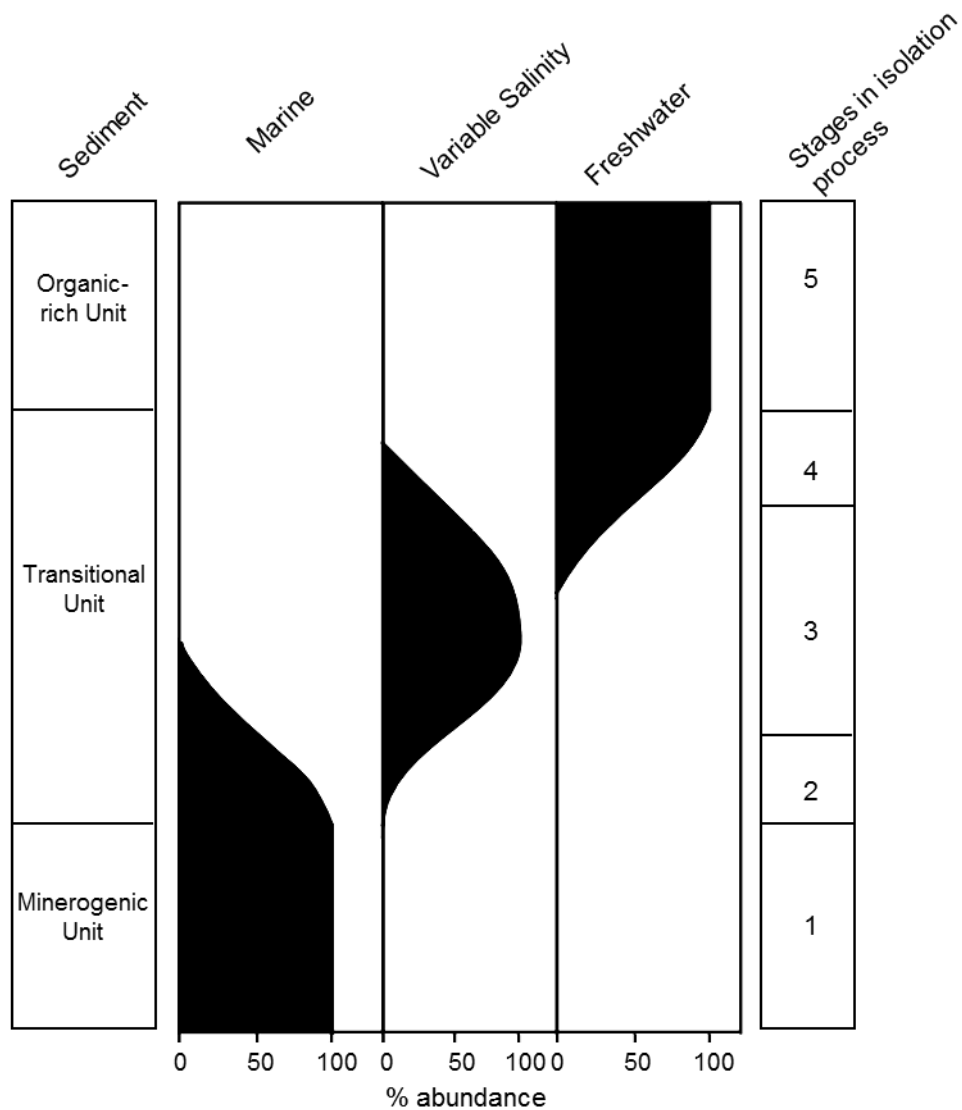 Sediment
Marine
Variable Salinity
Freshwater
Stages in isolation
process
Organic-
rich Unit
Transitional
Unit
Minerogenic
Unit
5
4
3
2
1
0 50 100 0 50 100 0 50 100
% abundance